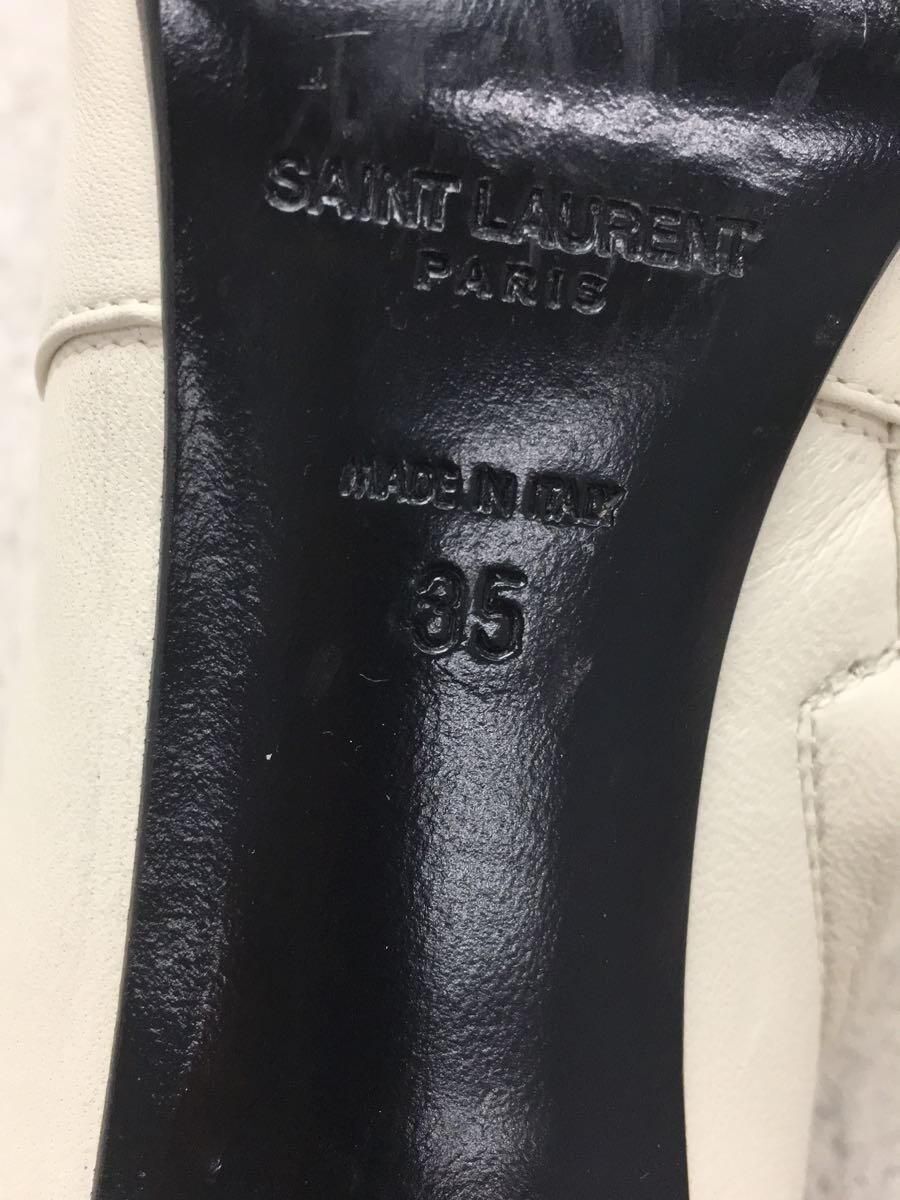 SAINT LAURENT
PARIS
MADE IN ITALY
35